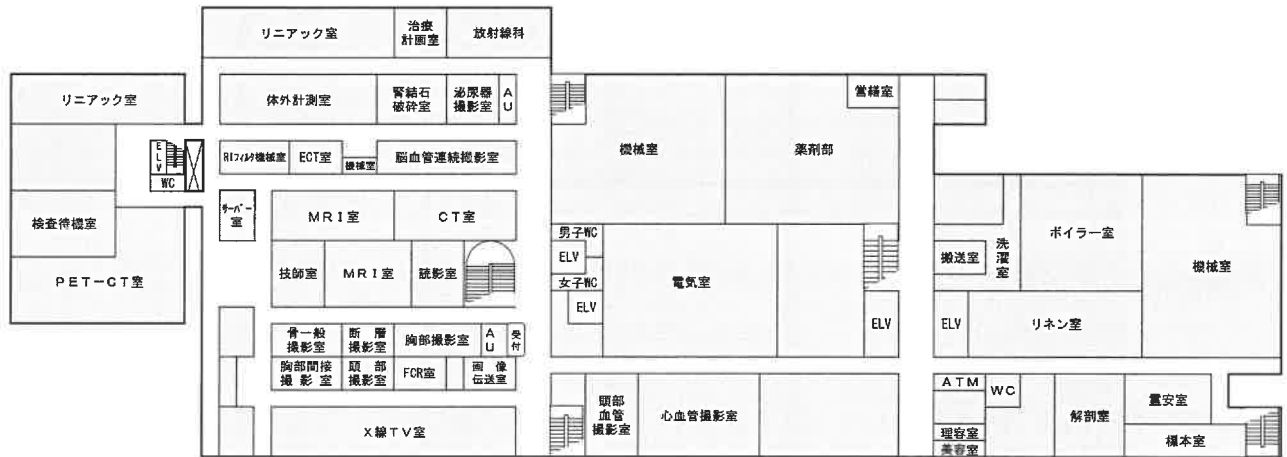 リニアック室
治療
計画室
放射線科
リニアック室
体外計測室
腎結石
破砕室
泌尿器
撮影室
AU
営繕室
機械室
薬剤部
ELV
WC
RIフィルタ機械室
ECT室
機械室
脳血管連続撮影室
検査待機室
PET-CT室
サーバー
室
MRI室
CT室
技師室
MRI室
読影室
男子WC
ELV
女子WC
ELV
電気室
ELV
搬送室
洗濯室
ボイラー室
機械室
ELV
リネン室
骨一般
撮影室
断層
撮影室
胸部撮影室
AU
受付
胸部間接
撮影室
頭部
撮影室
FCR室
画像
伝送室
X線TV室
頭部
血管
撮影室
心血管撮影室
ATM
WC
理容室
美容室
解剖室
霊安室
標本室